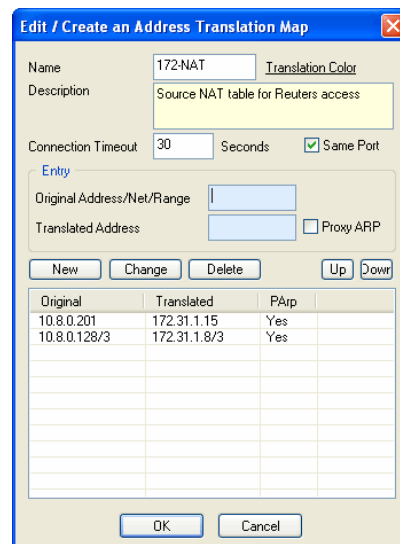 Edit / Create an Address Translation Map
Name 172-NAT Translation Color
Description Source NAT table for Reuters access
Connection Timeout 30 Seconds Same Port
Entry
Original Address/Net/Range
Translated Address Proxy ARP
New Change Delete Up Down
Original Translated PArp
10.8.0.201 172.31.1.15 Yes
10.8.0.128/3 172.31.1.8/3 Yes
OK Cancel